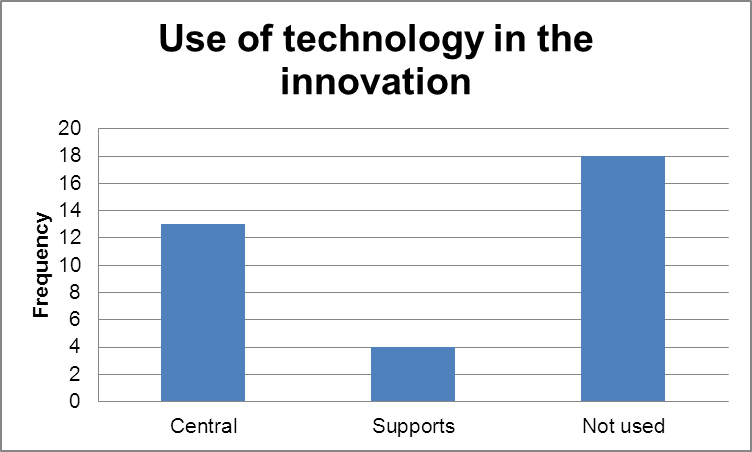 Use of technology in the
innovation
Frequency
20
18
16
14
12
10
8
6
4
2
0
Central Supports Not used